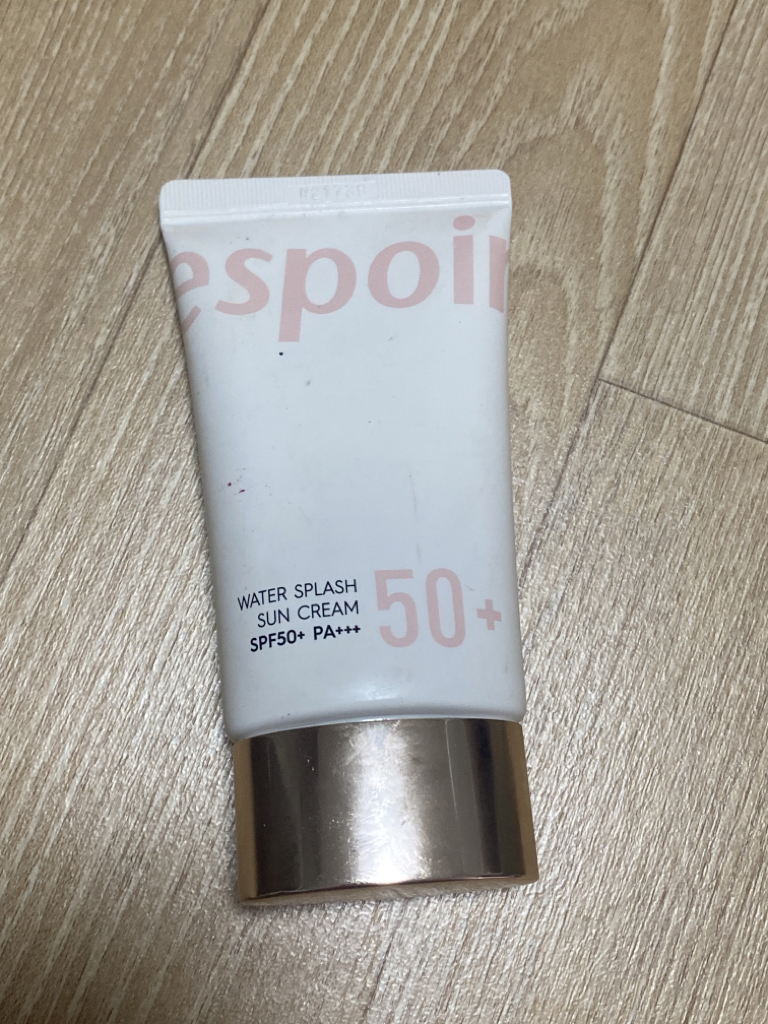 espoir
WATER SPLASH
SUN CREAM
SPF50+ PA+++
50+